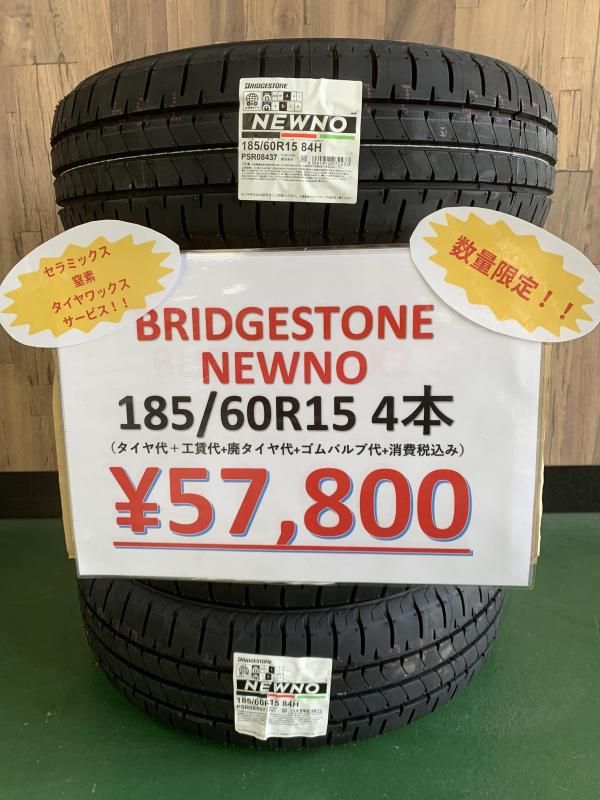 BRIDGESTONE
NEWNO
185/60R15 84H
PSR08437
セラミックス
窒素
タイヤワックス
サービス！！
数量限定！！
BRIDGESTONE
NEWNO
185/60R15 4本
（タイヤ代＋工賃代+廃タイヤ代+ゴムバルブ代+消費税込み）
¥57,800
BRIDGESTONE
NEWNO
185/60R15 84H
PSR08437